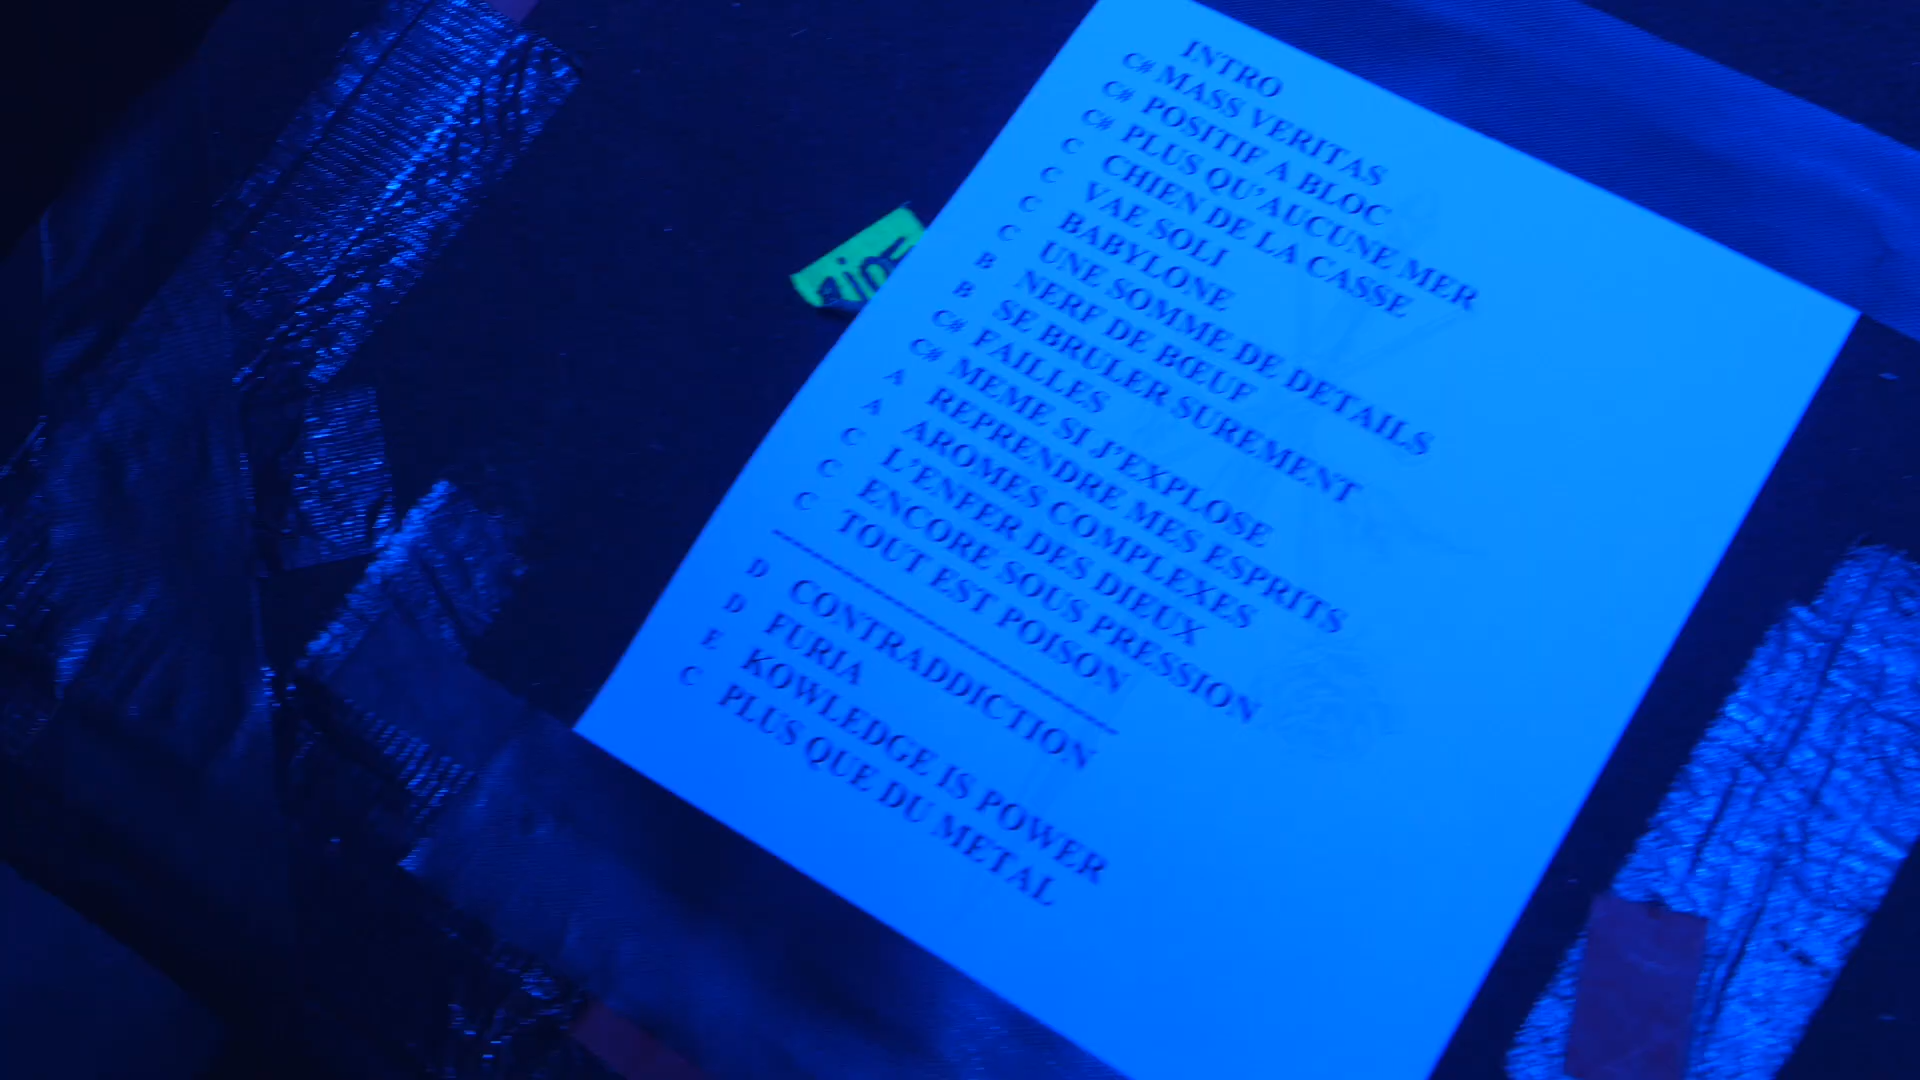 INTRO
C# MASS VERITAS
C# POSITIF A BLOC
C# PLUS QU'AUCUNE MER
C CHIEN DE LA CASSE
C VAE SOLI
C BABYLONE
C UNE SOMME DE DETAILS
B NERF DE BŒUF
B SE BRULER SUREMENT
C# FAILLES
C# MEME SI J'EXPLOSE
A REPRENDRE MES ESPRITS
A AROMES COMPLEXES
C L'ENFER DES DIEUX
C ENCORE SOUS PRESSION
C TOUT EST POISON
D CONTRADDICTION
D FURIA
E KOWLEDGE IS POWER
C PLUS QUE DU METAL